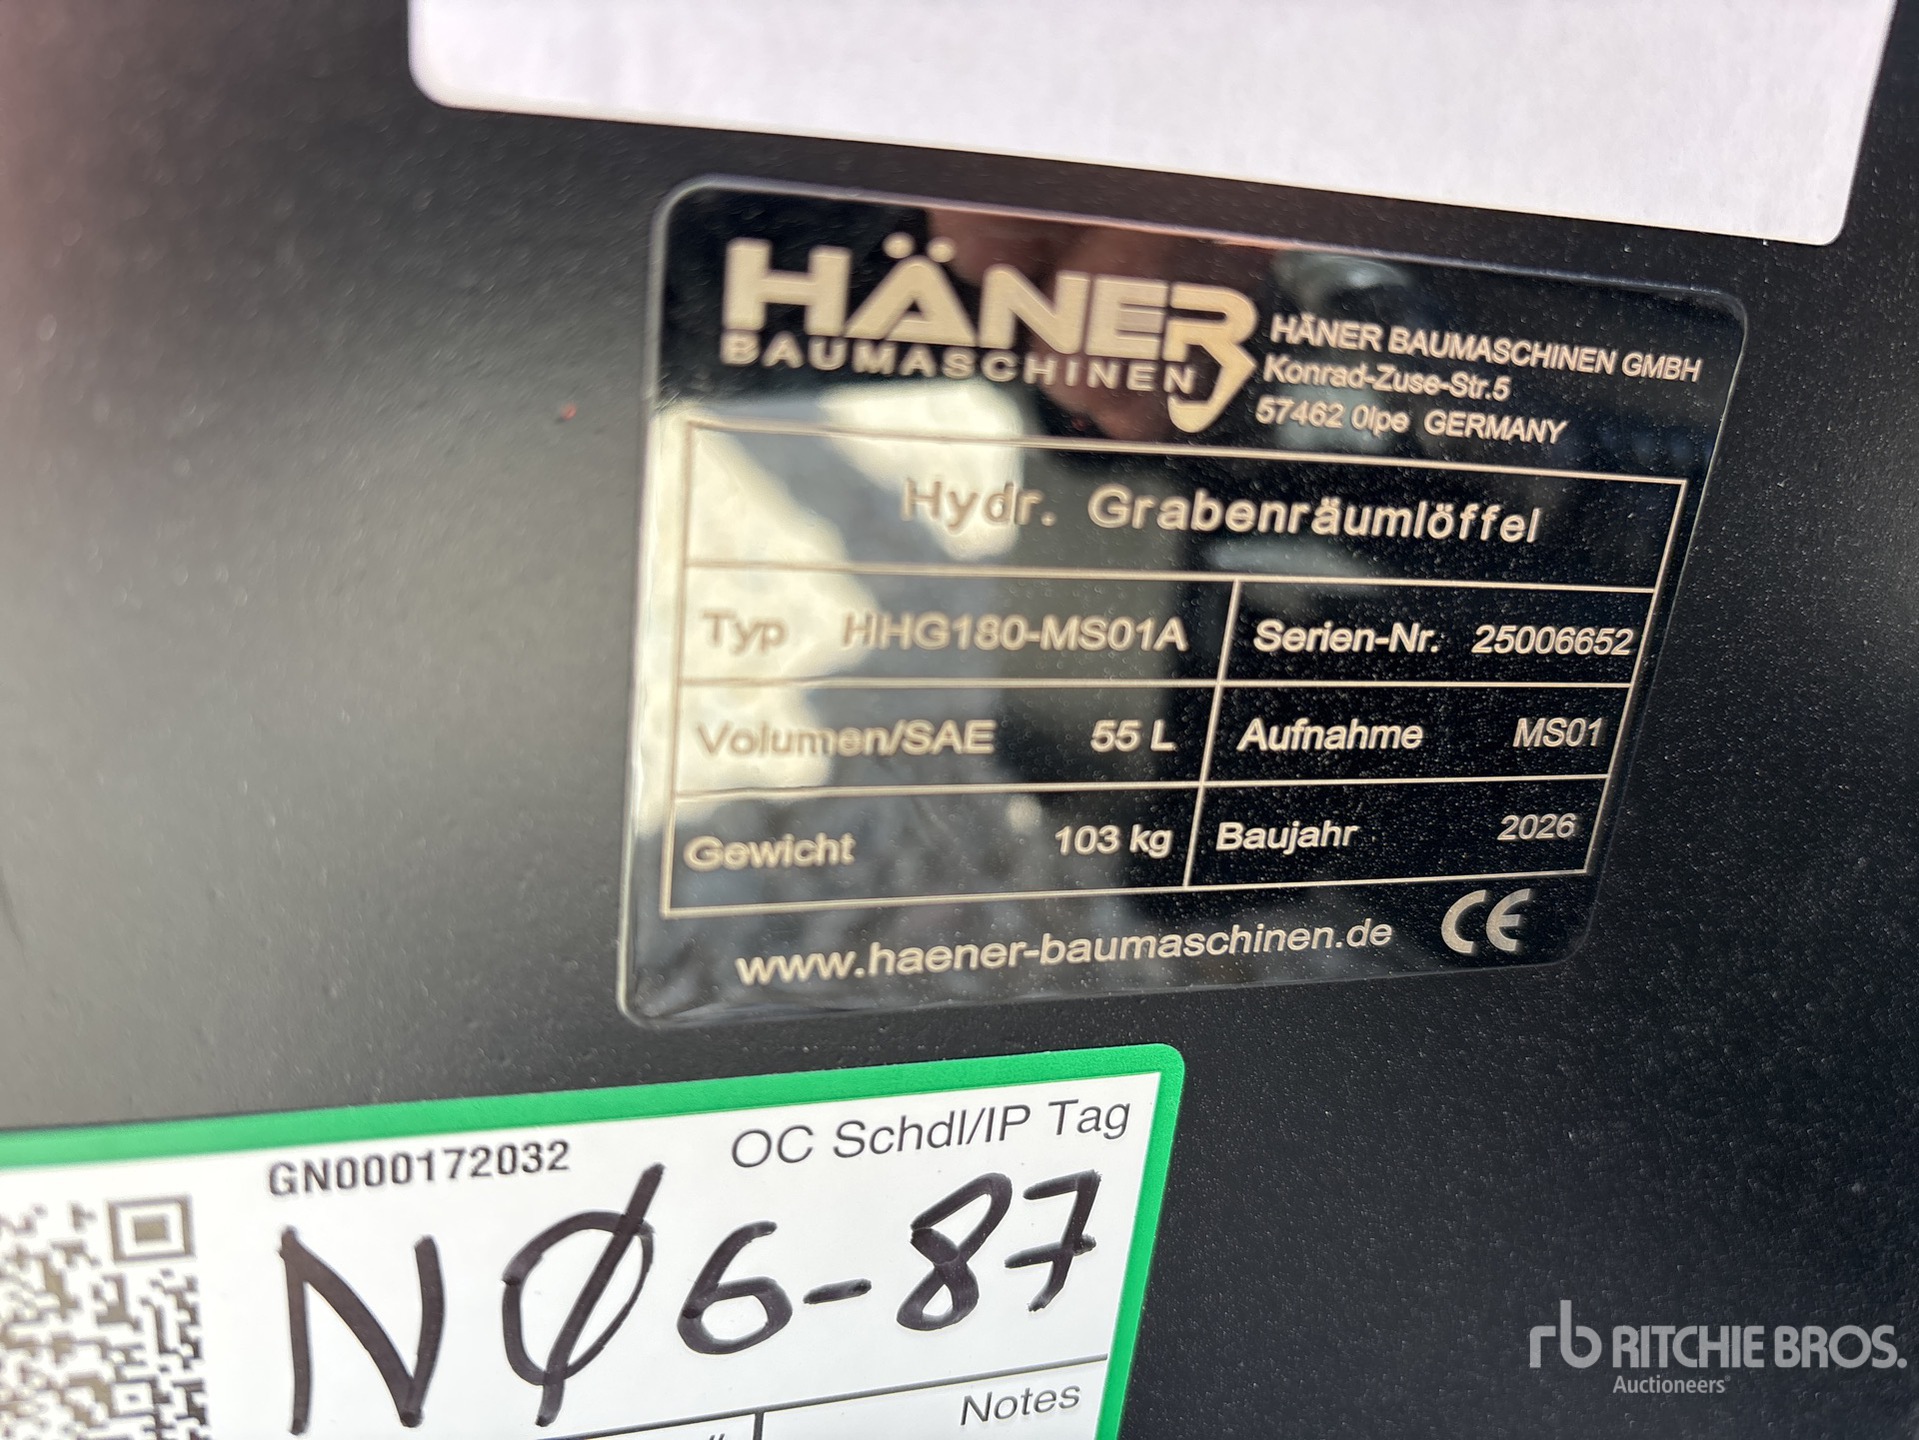 HÄNER
BAUMASCHINEN
HÄNER BAUMASCHINEN GMBH
Konrad-Zuse-Str.5
57462 Olpe GERMANY
Hydr. Grabenräumlöffel
Typ HHG180-MS01A
Serien-Nr. 25006652
Volumen/SAE 55 L
Aufnahme MS01
Gewicht 103 kg
Baujahr 2026
www.haener-baumaschinen.de CE
GN000172032
OC Schdl/IP Tag
NØ6-87
Notes
rb RITCHIE BROS.
Auctioneers